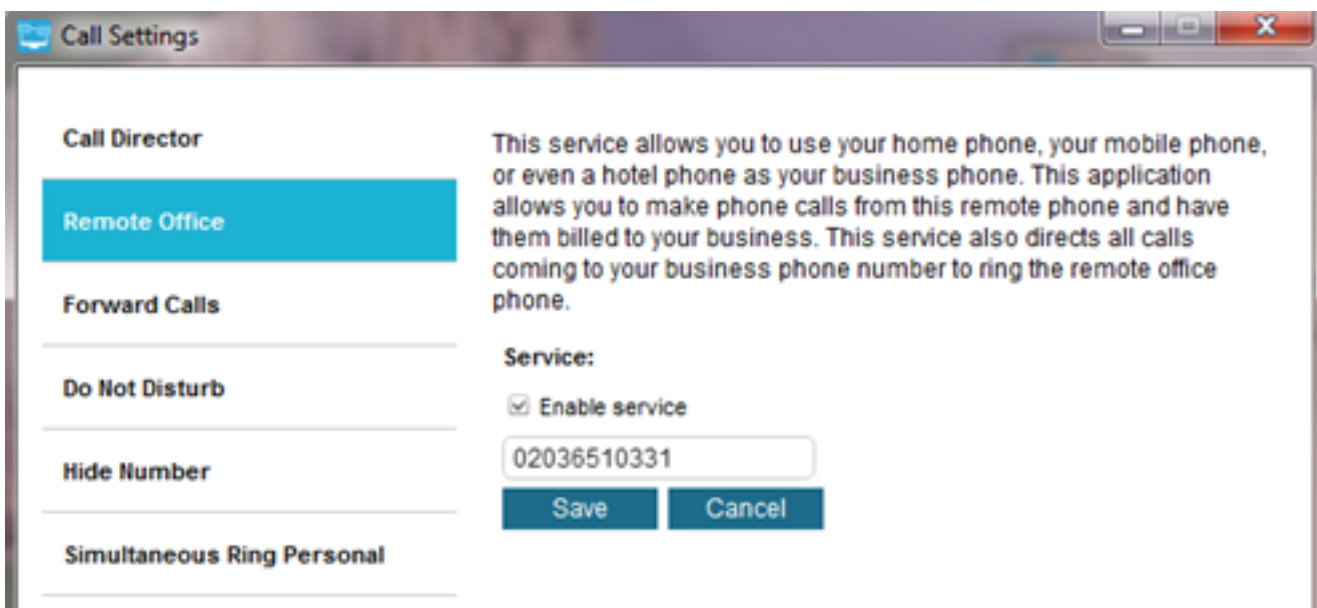 Call Settings
Call Director
Remote Office
Forward Calls
Do Not Disturb
Hide Number
Simultaneous Ring Personal
This service allows you to use your home phone, your mobile phone,
or even a hotel phone as your business phone. This application
allows you to make phone calls from this remote phone and have
them billed to your business. This service also directs all calls
coming to your business phone number to ring the remote office
phone.
Service:
Enable service
02036510331
Save Cancel